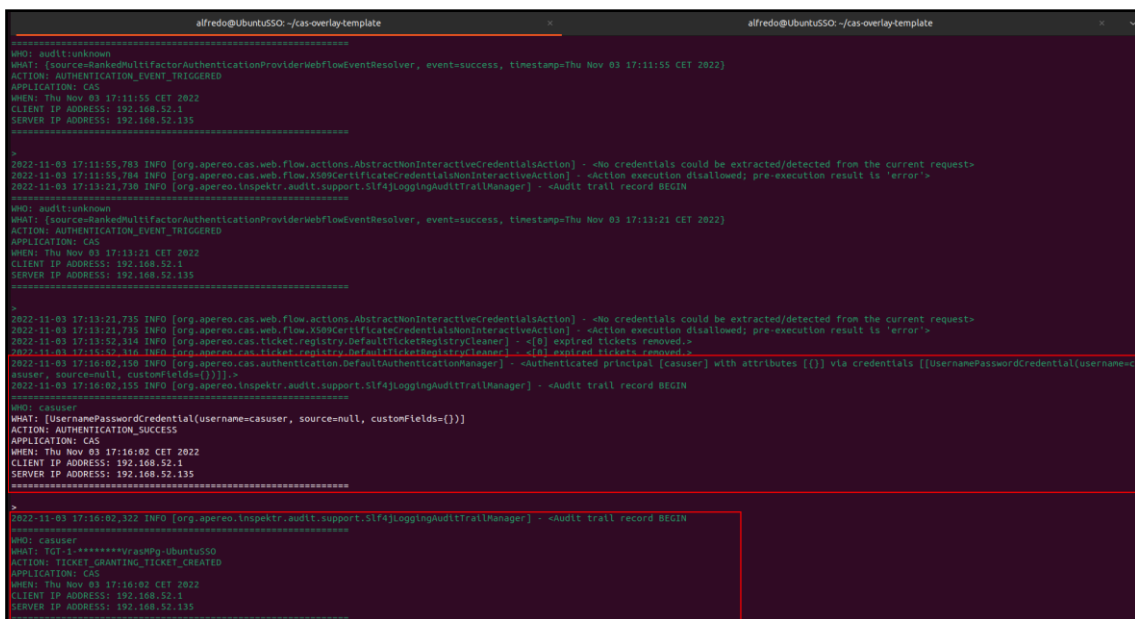 alfredo@UbuntuSSO: ~/cas-overlay-template
alfredo@UbuntuSSO: ~/cas-overlay-template
=============================================================
WHO: audit:unknown
WHAT: {source=RankedMultifactorAuthenticationProviderWebflowEventResolver, event=success, timestamp=Thu Nov 03 17:11:55 CET 2022}
ACTION: AUTHENTICATION_EVENT_TRIGGERED
APPLICATION: CAS
WHEN: Thu Nov 03 17:11:55 CET 2022
CLIENT IP ADDRESS: 192.168.52.1
SERVER IP ADDRESS: 192.168.52.135
=============================================================
>
2022-11-03 17:11:55,783 INFO [org.apereo.cas.web.flow.actions.AbstractNonInteractiveCredentialsAction] - <No credentials could be extracted/detected from the current request>
2022-11-03 17:11:55,784 INFO [org.apereo.cas.web.flow.X509CertificateCredentialsNonInteractiveAction] - <Action execution disallowed; pre-execution result is 'error'>
2022-11-03 17:13:21,730 INFO [org.apereo.inspektr.audit.support.Slf4jLoggingAuditTrailManager] - <Audit trail record BEGIN
=============================================================
WHO: audit:unknown
WHAT: {source=RankedMultifactorAuthenticationProviderWebflowEventResolver, event=success, timestamp=Thu Nov 03 17:13:21 CET 2022}
ACTION: AUTHENTICATION_EVENT_TRIGGERED
APPLICATION: CAS
WHEN: Thu Nov 03 17:13:21 CET 2022
CLIENT IP ADDRESS: 192.168.52.1
SERVER IP ADDRESS: 192.168.52.135
=============================================================
>
2022-11-03 17:13:21,735 INFO [org.apereo.cas.web.flow.actions.AbstractNonInteractiveCredentialsAction] - <No credentials could be extracted/detected from the current request>
2022-11-03 17:13:21,735 INFO [org.apereo.cas.web.flow.X509CertificateCredentialsNonInteractiveAction] - <Action execution disallowed; pre-execution result is 'error'>
2022-11-03 17:13:52,314 INFO [org.apereo.cas.ticket.registry.DefaultTicketRegistryCleaner] - <[0] expired tickets removed.>
2022-11-03 17:15:52,316 INFO [org.apereo.cas.ticket.registry.DefaultTicketRegistryCleaner] - <[0] expired tickets removed.>
2022-11-03 17:16:02,150 INFO [org.apereo.cas.authentication.DefaultAuthenticationManager] - <Authenticated principal [casuser] with attributes [{}] via credentials [[UsernamePasswordCredential(username=c
asuser, source=null, customFields={})]].>
2022-11-03 17:16:02,155 INFO [org.apereo.inspektr.audit.support.Slf4jLoggingAuditTrailManager] - <Audit trail record BEGIN
=============================================================
WHO: casuser
WHAT: [UsernamePasswordCredential(username=casuser, source=null, customFields={})]
ACTION: AUTHENTICATION_SUCCESS
APPLICATION: CAS
WHEN: Thu Nov 03 17:16:02 CET 2022
CLIENT IP ADDRESS: 192.168.52.1
SERVER IP ADDRESS: 192.168.52.135
=============================================================
>
2022-11-03 17:16:02,322 INFO [org.apereo.inspektr.audit.support.Slf4jLoggingAuditTrailManager] - <Audit trail record BEGIN
=============================================================
WHO: casuser
WHAT: TGT-1-********VrasMPg-UbuntuSSO
ACTION: TICKET_GRANTING_TICKET_CREATED
APPLICATION: CAS
WHEN: Thu Nov 03 17:16:02 CET 2022
CLIENT IP ADDRESS: 192.168.52.1
SERVER IP ADDRESS: 192.168.52.135
=============================================================